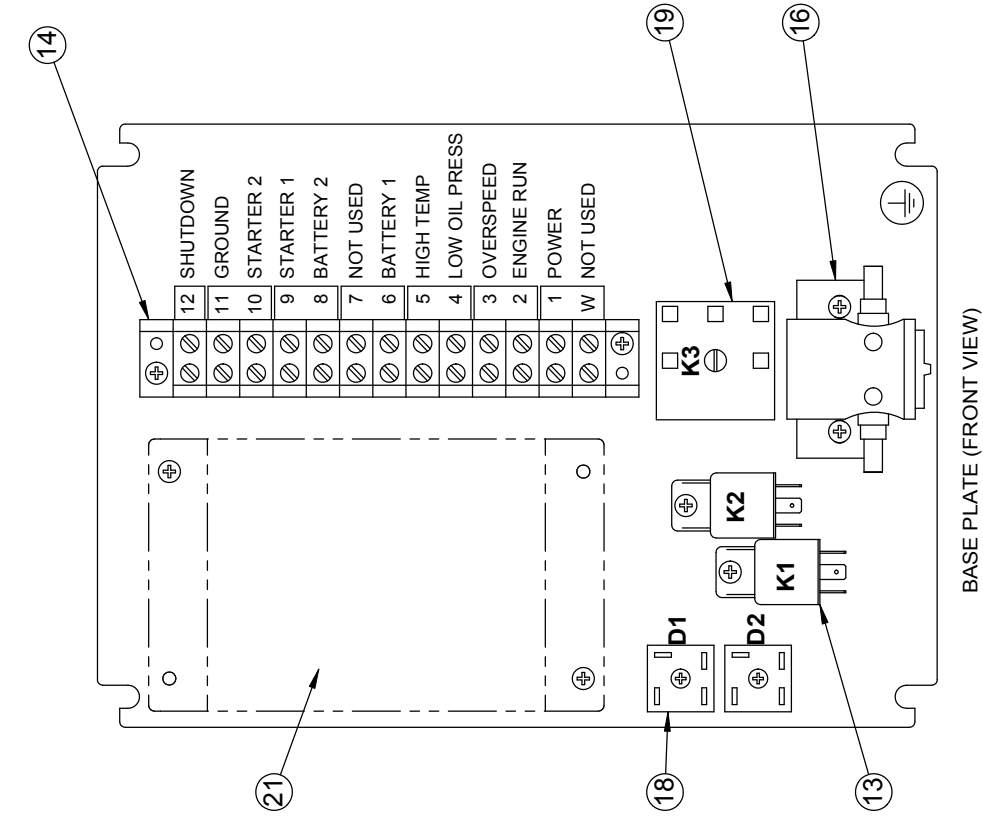 14
19
16
12 SHUTDOWN
11 GROUND
10 STARTER 2
9 STARTER 1
8 BATTERY 2
7 NOT USED
6 BATTERY 1
5 HIGH TEMP
4 LOW OIL PRESS
3 OVERSPEED
2 ENGINE RUN
1 POWER
W NOT USED
K3
K2
K1
D1
D2
21
18
13
BASE PLATE (FRONT VIEW)